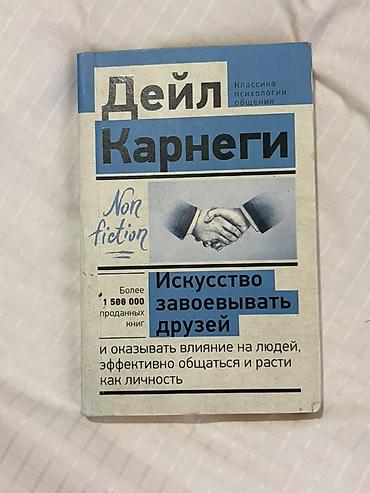 Дейл
Классика
психологии
общения
Карнеги
Non
fiction
Более
1 500 000
проданных
книг
Искусство
завоевывать
друзей
и оказывать влияние на людей,
эффективно общаться и расти
как личность